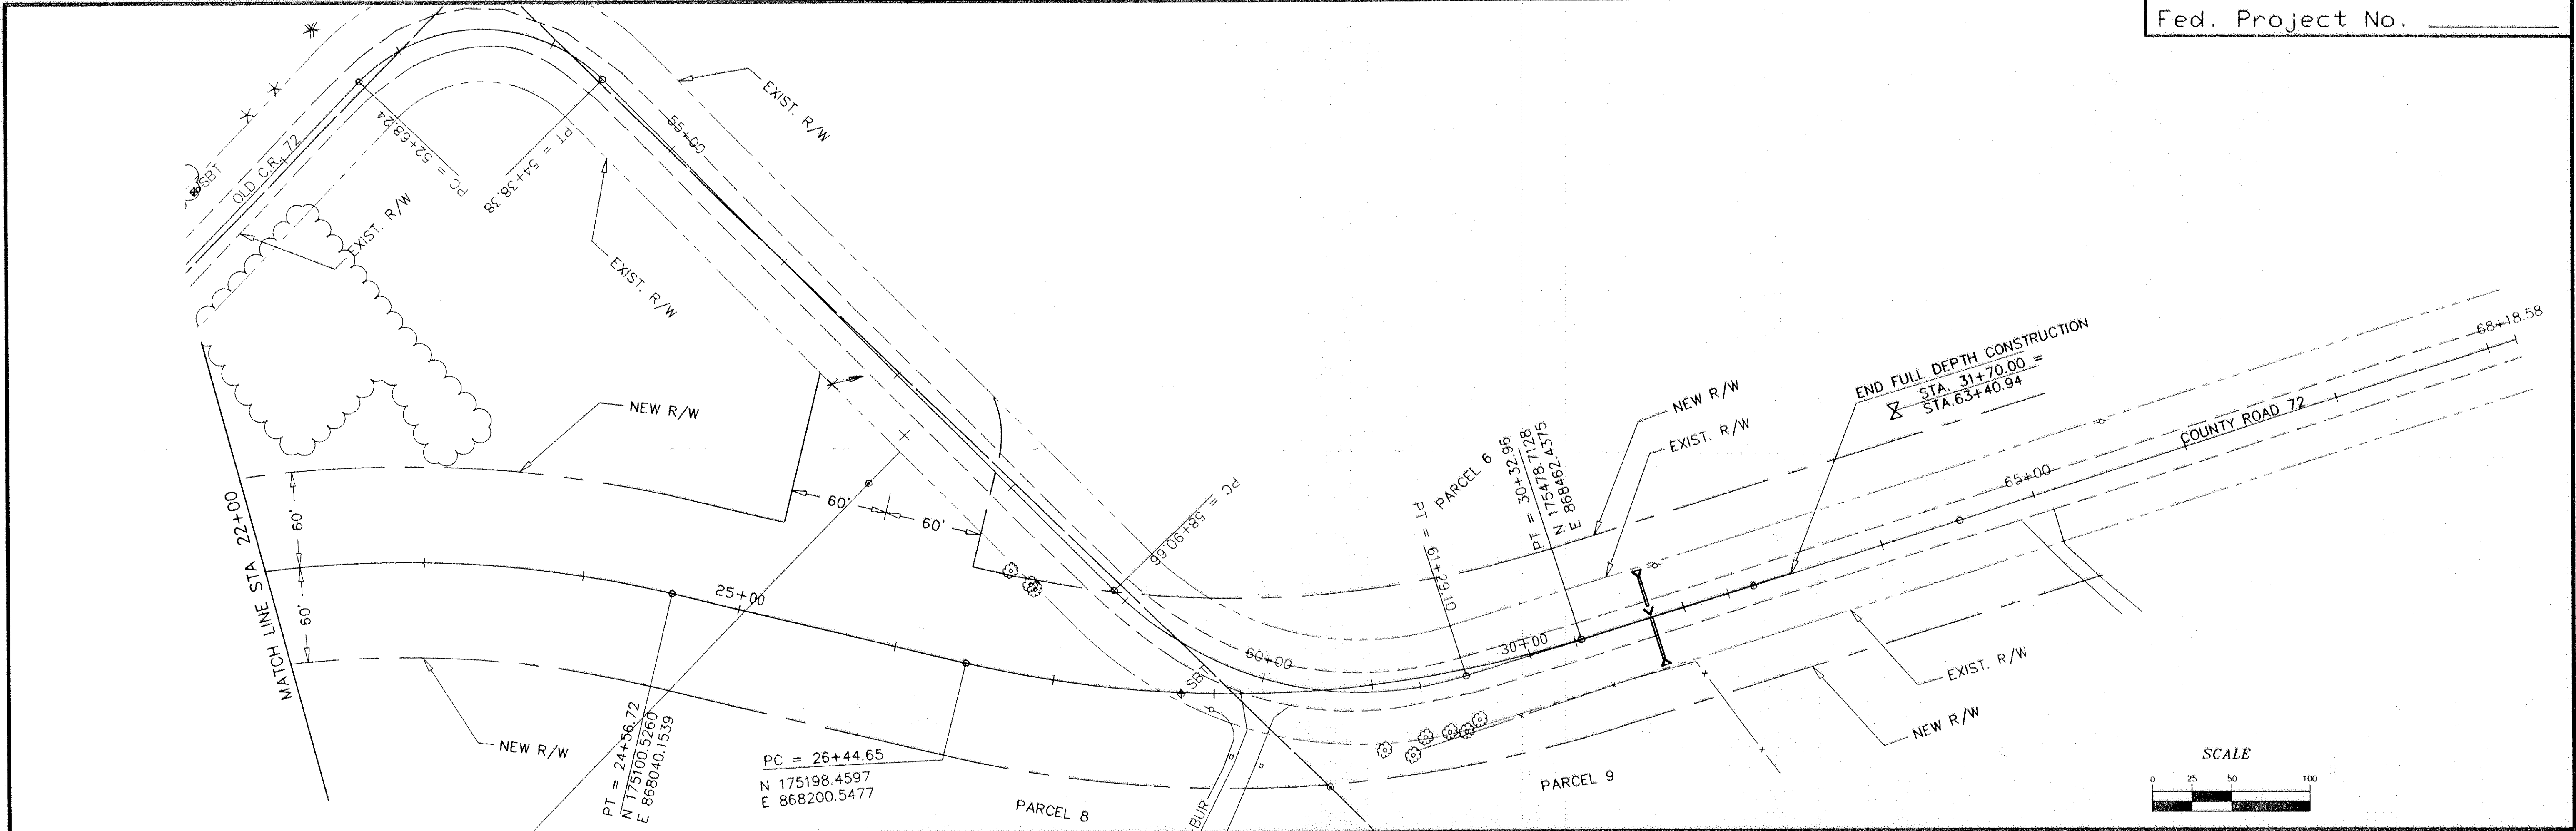 Fed. Project No.
EXIST. R/W
55+00
PC = 52+68.24
PT = 54+38.38
SBT
OLD C.R. 72
EXIST. R/W
EXIST. R/W
NEW R/W
MATCH LINE STA 22+00
60'
60'
60'
60'
25+00
PC = 58+90.66
NEW R/W
PT = 24+56.72
N 175100.5260
E 868040.1539
PC = 26+44.65
N 175198.4597
E 868200.5477
PARCEL 8
SBT
60+00
PT = 61+29.10
PARCEL 6
PT = 30+32.96
N 175478.7128
E 868462.4375
30+00
NEW R/W
EXIST. R/W
END FULL DEPTH CONSTRUCTION
STA. 31+70.00 =
STA.63+40.94
68+18.58
COUNTY ROAD 72
65+00
EXIST. R/W
NEW R/W
PARCEL 9
BUR
SCALE
0 25 50 100